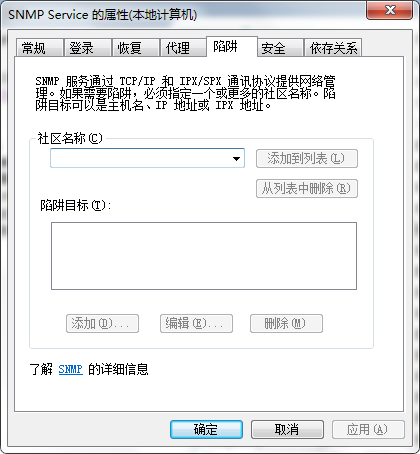 SNMP Service 的属性(本地计算机)
常规 登录 恢复 代理 陷阱 安全 依存关系
SNMP 服务通过 TCP/IP 和 IPX/SPX 通讯协议提供网络管
理。如果需要陷阱，必须指定一个或更多的社区名称。陷
阱目标可以是主机名、IP 地址或 IPX 地址。
社区名称(C)
添加到列表(L)
从列表中删除(R)
陷阱目标(T):
添加(D)... 编辑(E)... 删除(M)
了解 SNMP 的详细信息
确定 取消 应用(A)